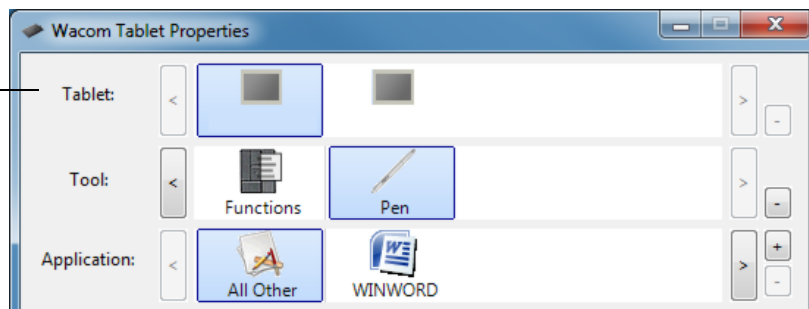 Wacom Tablet Properties
Tablet:
< > -
Tool:
< Functions Pen > -
Application:
< All Other WINWORD > + -